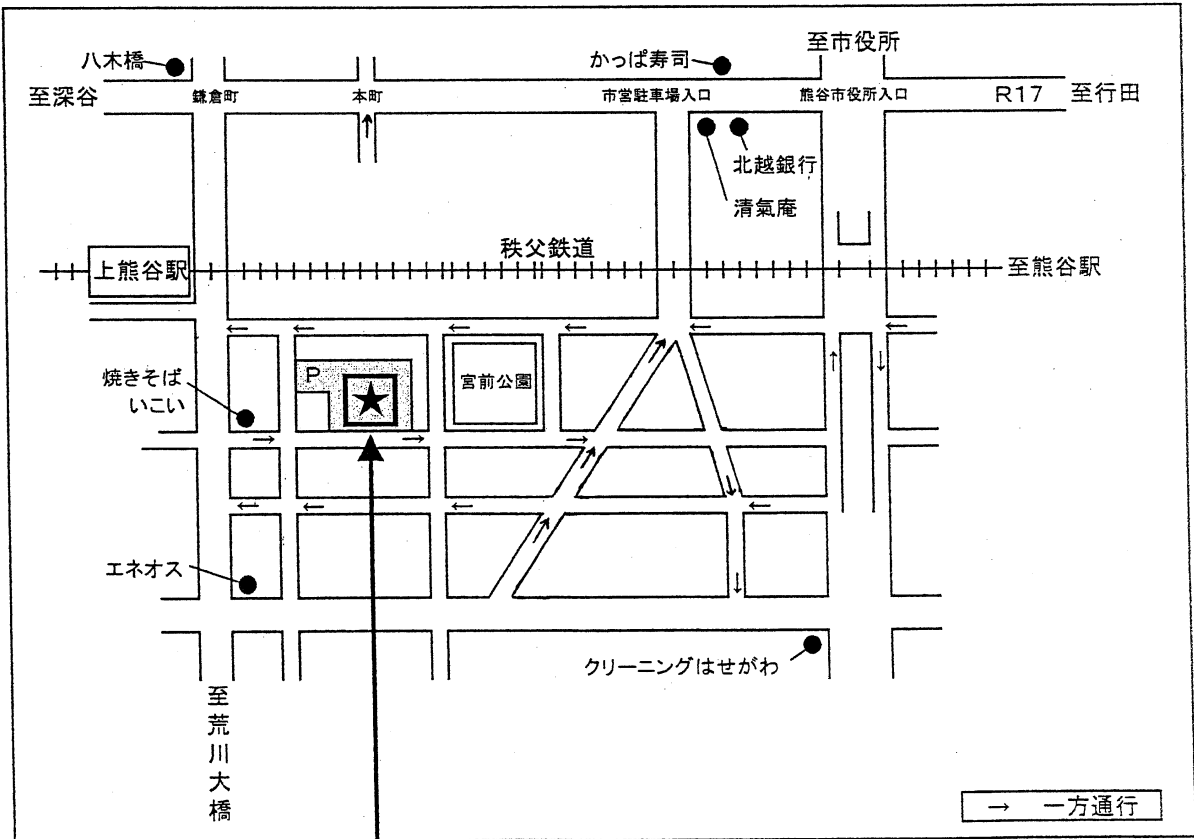 至市役所
八木橋
かっぱ寿司
至深谷
鎌倉町
本町
市営駐車場入口
熊谷市役所入口
R17
至行田
北越銀行
清氣庵
秩父鉄道
上熊谷駅
至熊谷駅
焼きそば
いこい
P
宮前公園
エネオス
クリーニングはせがわ
至荒川大橋
→ 一方通行